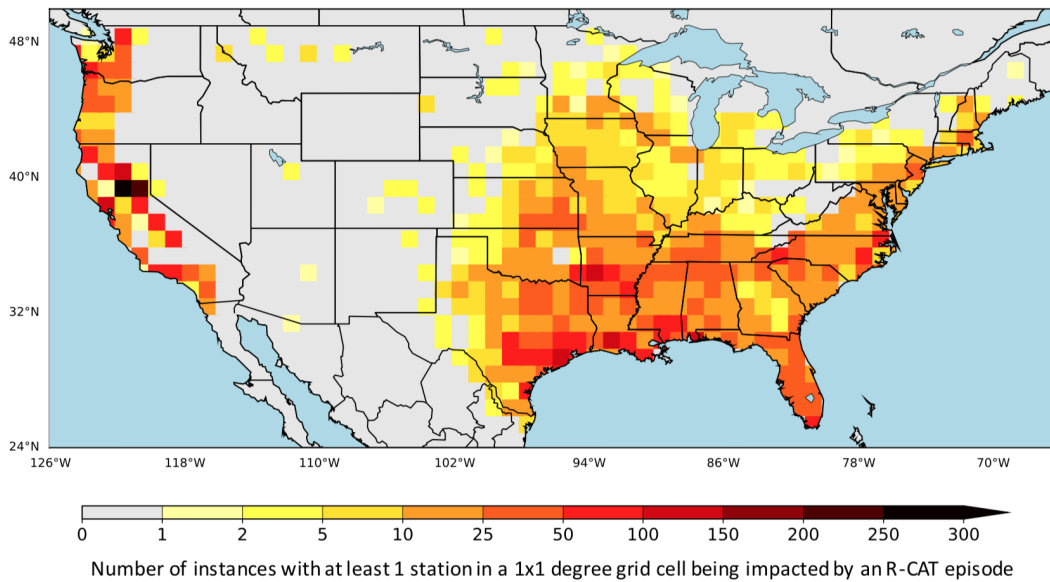 48°N
40°N
32°N
24°N
126°W 118°W 110°W 102°W 94°W 86°W 78°W 70°W
0 1 2 5 10 25 50 100 150 200 250 300
Number of instances with at least 1 station in a 1x1 degree grid cell being impacted by an R-CAT episode